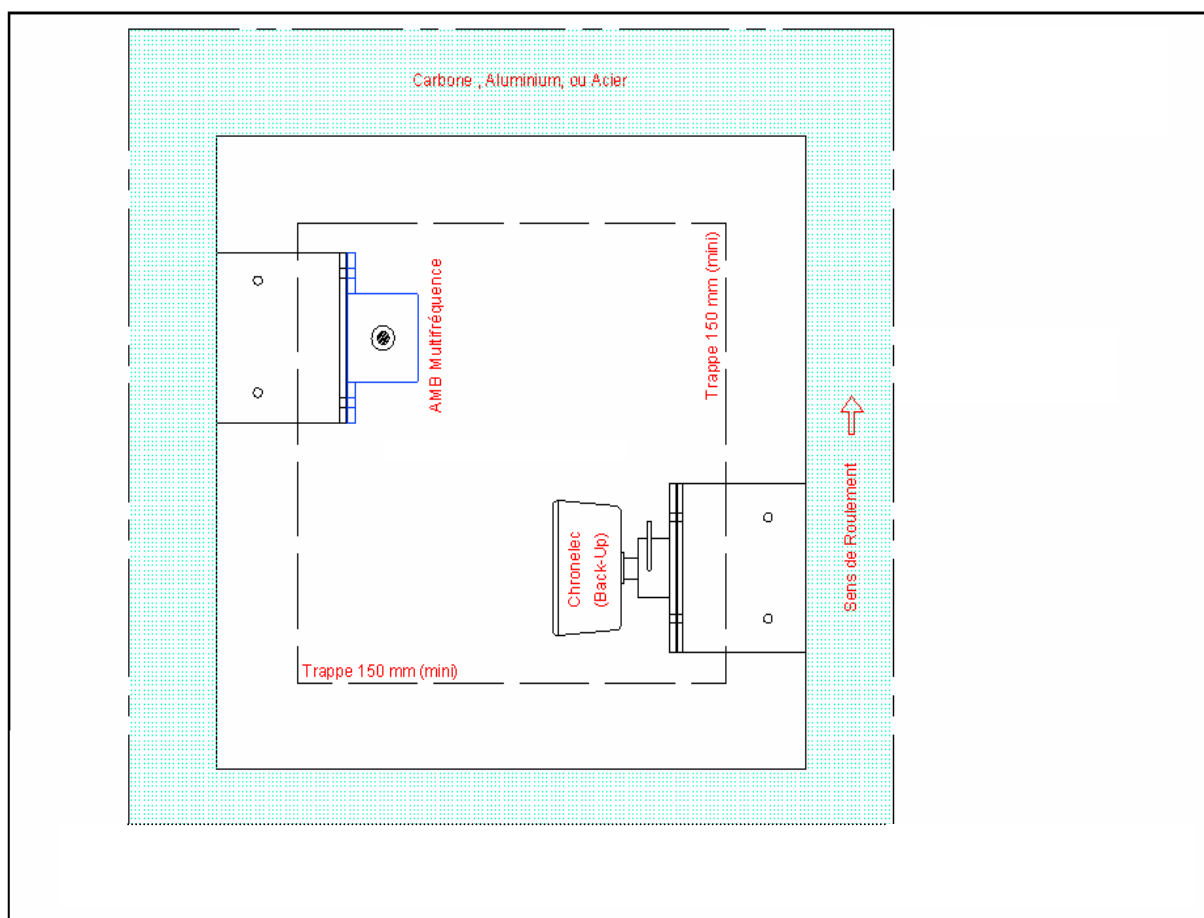 Carbone , Aluminium, ou Acier
AMB Multifréquence
Trappe 150 mm (mini)
Chronelec
(Back-Up)
Sens de Roulement
Trappe 150 mm (mini)